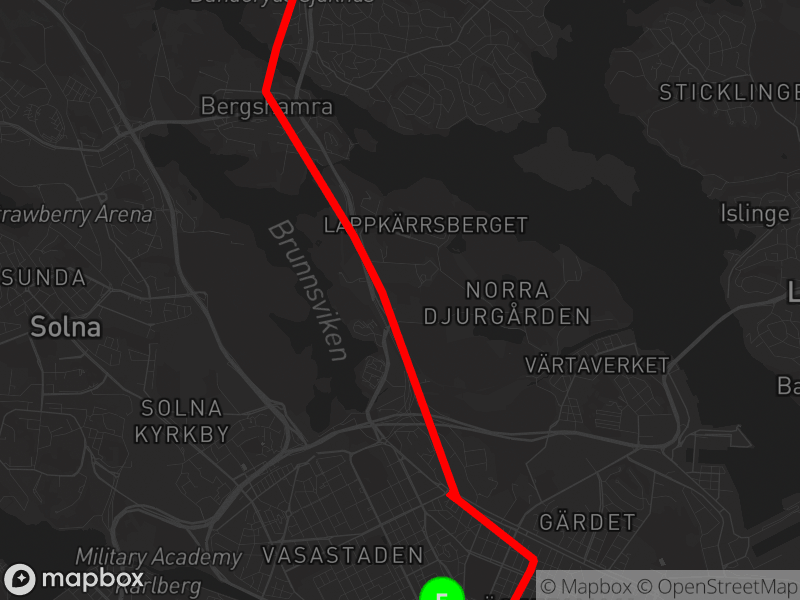 STICKLINGE
Bergshamra
Strawberry Arena
LAPPKÄRRSBERGET
Islinge
Brunnsviken
SUNDA
NORRA
DJURGÅRDEN
Solna
VÄRTAVERKET
SOLNA
KYRKBY
GÄRDET
Military Academy
Karlberg
VASASTADEN
mapbox
© Mapbox © OpenStreetMap